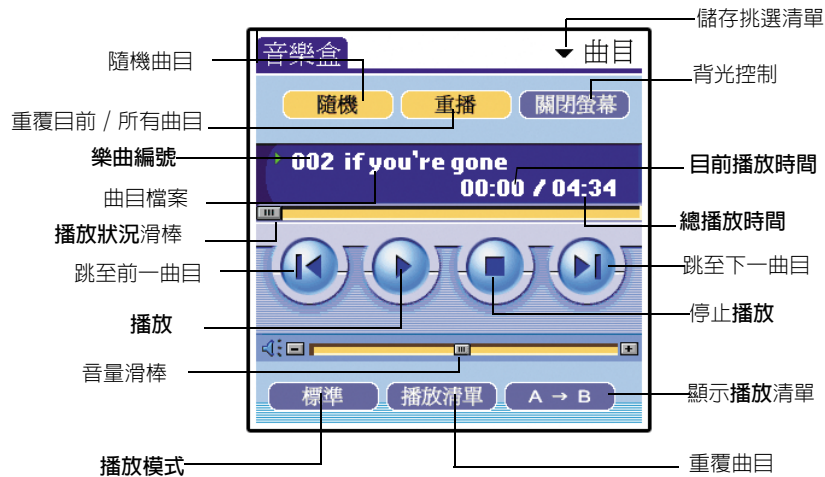 儲存挑選清單
音樂盒
曲目
隨機曲目
背光控制
隨機
重播
關閉螢幕
重覆目前 / 所有曲目
樂曲編號
002 if you're gone
目前播放時間
曲目檔案
00:00 / 04:34
總播放時間
播放狀況滑棒
跳至前一曲目
跳至下一曲目
播放
停止播放
音量滑棒
標準
播放清單
A → B
顯示播放清單
播放模式
重覆曲目